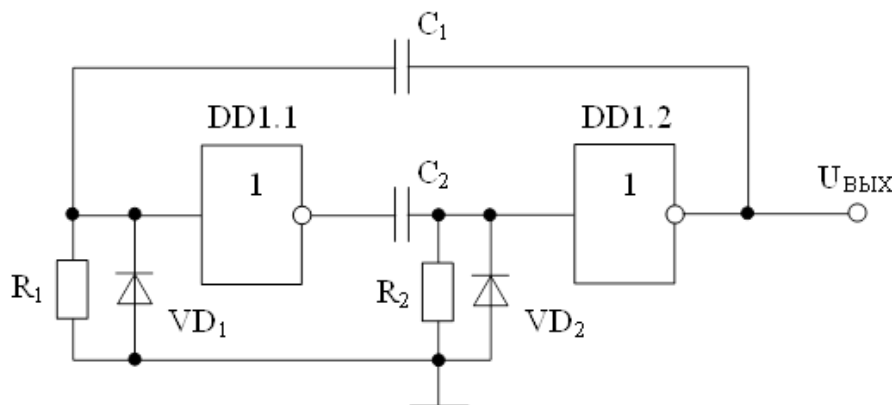 C₁
DD1.1
DD1.2
1
C₂
1
Uвых
R₁
VD₁
R₂
VD₂